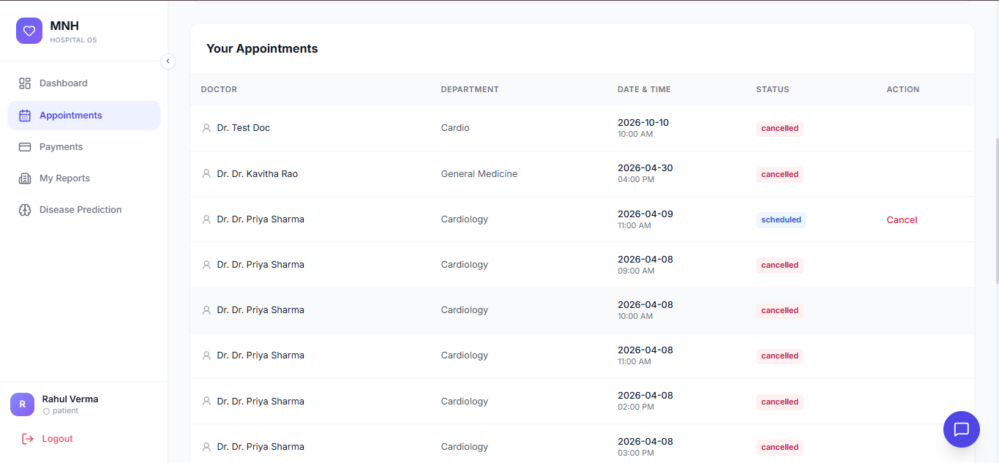 MNH
HOSPITAL OS
Dashboard
Appointments
Payments
My Reports
Disease Prediction
R
Rahul Verma
patient
Logout
Your Appointments
DOCTOR DEPARTMENT DATE & TIME STATUS ACTION
Dr. Test Doc Cardio 2026-10-10 cancelled
10:00 AM
Dr. Dr. Kavitha Rao General Medicine 2026-04-30 cancelled
04:00 PM
Dr. Dr. Priya Sharma Cardiology 2026-04-09 scheduled Cancel
11:00 AM
Dr. Dr. Priya Sharma Cardiology 2026-04-08 cancelled
09:00 AM
Dr. Dr. Priya Sharma Cardiology 2026-04-08 cancelled
10:00 AM
Dr. Dr. Priya Sharma Cardiology 2026-04-08 cancelled
11:00 AM
Dr. Dr. Priya Sharma Cardiology 2026-04-08 cancelled
02:00 PM
Dr. Dr. Priya Sharma Cardiology 2026-04-08 cancelled
03:00 PM